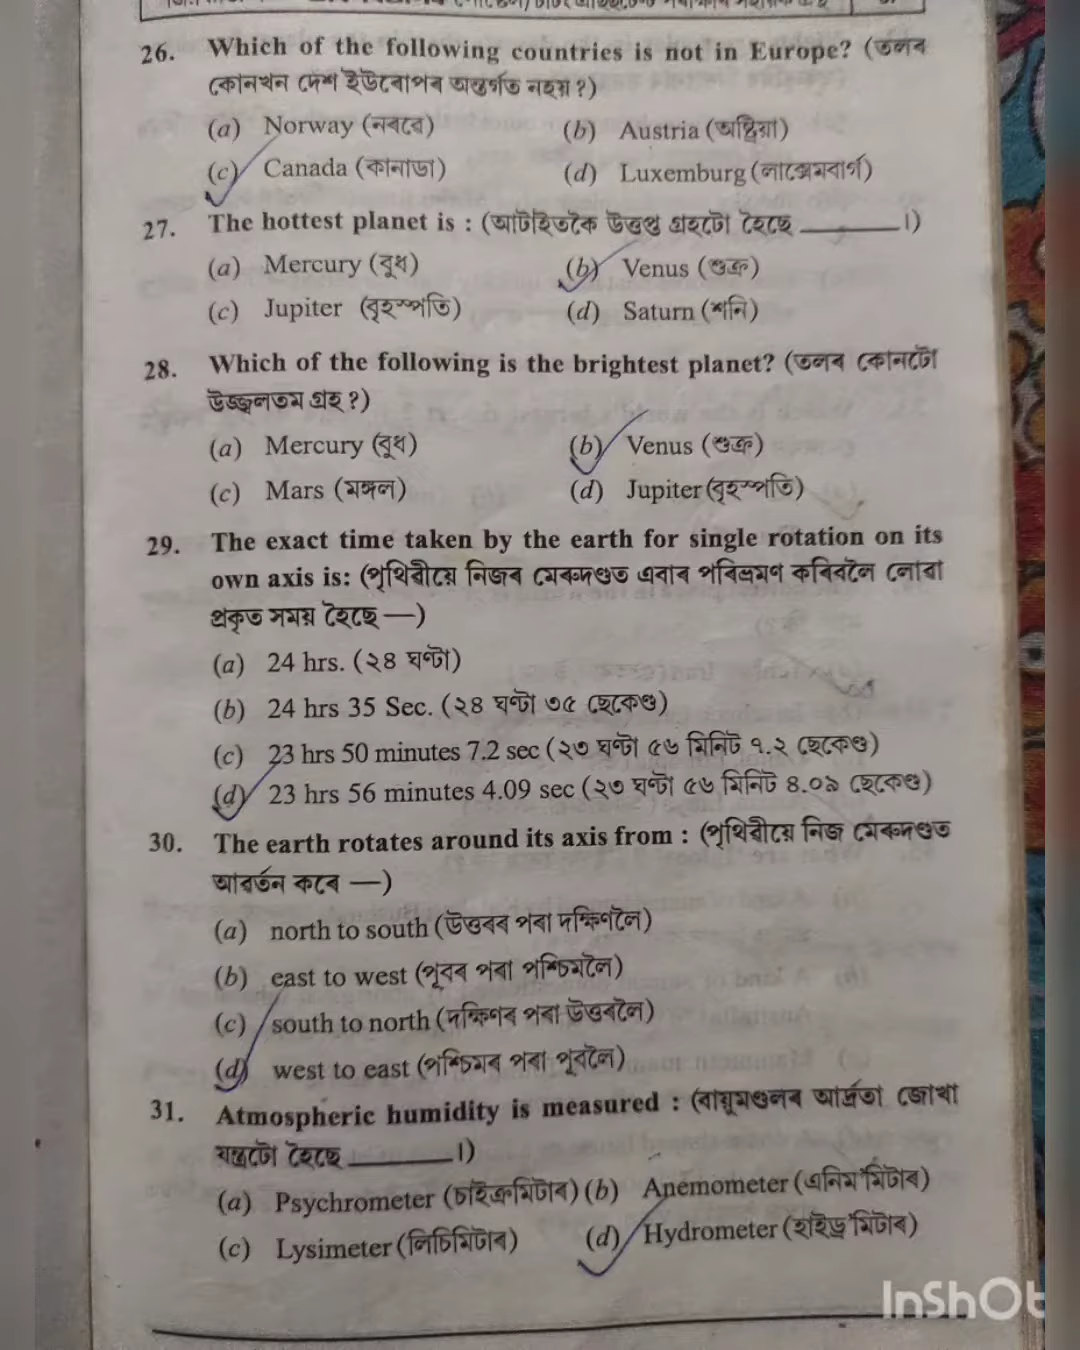 26. Which of the following countries is not in Europe? (তলৰ
কোনখন দেশ ইউৰোপৰ অন্তৰ্গত নহয়?)
(a) Norway (নৰৱে) (b) Austria (অষ্ট্ৰিয়া)
(c) Canada (কানাডা) (d) Luxemburg (লাক্সেমবাৰ্গ)
27. The hottest planet is : (আটাইতকৈ উত্তপ্ত গ্ৰহটো হৈছে ______।)
(a) Mercury (বুধ) (b) Venus (শুক্ৰ)
(c) Jupiter (বৃহস্পতি) (d) Saturn (শনি)
28. Which of the following is the brightest planet? (তলৰ কোনটো
উজ্জ্বলতম গ্ৰহ?)
(a) Mercury (বুধ) (b) Venus (শুক্ৰ)
(c) Mars (মঙ্গল) (d) Jupiter (বৃহস্পতি)
29. The exact time taken by the earth for single rotation on its
own axis is: (পৃথিৱীয়ে নিজৰ মেৰুদণ্ডত এবাৰ পৰিভ্ৰমণ কৰিবলৈ লোৱা
প্ৰকৃত সময় হৈছে —)
(a) 24 hrs. (২৪ ঘণ্টা)
(b) 24 hrs 35 Sec. (২৪ ঘণ্টা ৩৫ ছেকেণ্ড)
(c) 23 hrs 50 minutes 7.2 sec (২৩ ঘণ্টা ৫৬ মিনিট ৭.২ ছেকেণ্ড)
(d) 23 hrs 56 minutes 4.09 sec (২৩ ঘণ্টা ৫৬ মিনিট ৪.০৯ ছেকেণ্ড)
30. The earth rotates around its axis from : (পৃথিৱীয়ে নিজ মেৰুদণ্ডত
আৱৰ্তন কৰে —)
(a) north to south (উত্তৰৰ পৰা দক্ষিণলৈ)
(b) east to west (পূবৰ পৰা পশ্চিমলৈ)
(c) south to north (দক্ষিণৰ পৰা উত্তৰলৈ)
(d) west to east (পশ্চিমৰ পৰা পূবলৈ)
31. Atmospheric humidity is measured : (বায়ুমণ্ডলৰ আৰ্দ্ৰতা জোখা
যন্ত্ৰটো হৈছে ______।)
(a) Psychrometer (চাইক্ৰমিটাৰ) (b) Anemometer (এনিম'মিটাৰ)
(c) Lysimeter (লিচিমিটাৰ) (d) Hydrometer (হাইড্ৰ'মিটাৰ)
InShOt